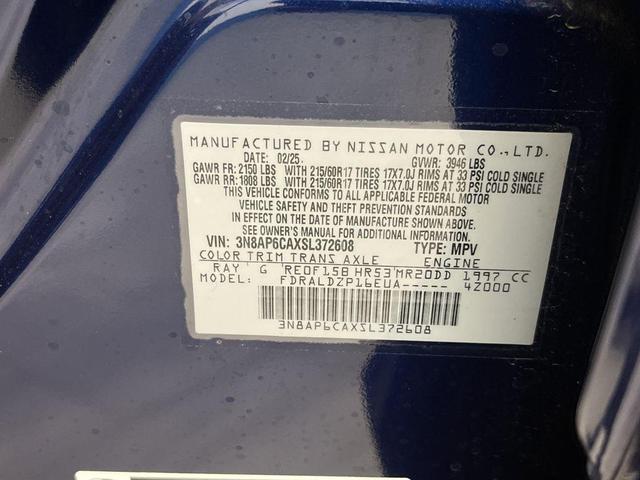 MANUFACTURED BY NISSAN MOTOR CO., LTD.
DATE: 02/25 GVWR: 3946 LBS
GAWR FR: 2150 LBS WITH 215/60R17 TIRES 17X7.0J RIMS AT 33 PSI COLD SINGLE
GAWR RR: 1808 LBS WITH 215/60R17 TIRES 17X7.0J RIMS AT 33 PSI COLD SINGLE
THIS VEHICLE CONFORMS TO ALL APPLICABLE FEDERAL MOTOR
VEHICLE SAFETY AND THEFT PREVENTION STANDARDS
IN EFFECT ON THE DATE OF MANUFACTURE SHOWN ABOVE.
SEE OWNER'S MANUAL FOR ADDITIONAL INFORMATION.
VIN: 3N8AP6CAXSL372608 TYPE: MPV
COLOR TRIM TRANS AXLE ENGINE
RAY G RE0F15B HR53 MR20DD 1997 CC
MODEL: FDRALDZP16EUA----- 4Z000
3N8AP6CAXSL372608